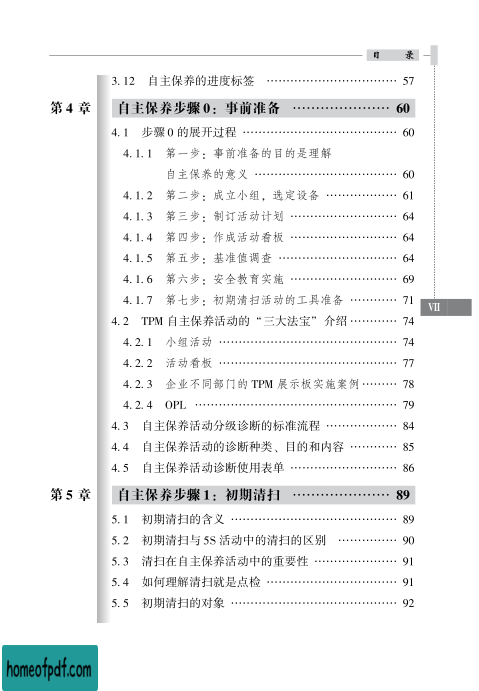 目　录
3.12 自主保养的进度标签 …………………………… 57
第 4 章 自主保养步骤 0：事前准备 ………………… 60
4.1 步骤 0 的展开过程 ………………………………… 60
4.1.1 第一步：事前准备的目的是理解
自主保养的意义 ……………………………… 60
4.1.2 第二步：成立小组，选定设备 ……………… 61
4.1.3 第三步：制订活动计划 ……………………… 64
4.1.4 第四步：作成活动看板 ……………………… 64
4.1.5 第五步：基准值调查 ………………………… 64
4.1.6 第六步：安全教育实施 ……………………… 69
4.1.7 第七步：初期清扫活动的工具准备 ………… 71
VII
4.2 TPM 自主保养活动的“三大法宝”介绍 ………… 74
4.2.1 小组活动 ……………………………………… 74
4.2.2 活动看板 ……………………………………… 77
4.2.3 企业不同部门的 TPM 展示板实施案例 ……… 78
4.2.4 OPL …………………………………………… 79
4.3 自主保养活动分级诊断的标准流程 ……………… 84
4.4 自主保养活动的诊断种类、目的和内容 ………… 85
4.5 自主保养活动诊断使用表单 ……………………… 86
第 5 章 自主保养步骤 1：初期清扫 ………………… 89
5.1 初期清扫的含义 …………………………………… 89
5.2 初期清扫与 5S 活动中的清扫的区别 …………… 90
5.3 清扫在自主保养活动中的重要性 ………………… 91
5.4 如何理解清扫就是点检 …………………………… 91
5.5 初期清扫的对象 …………………………………… 92
homeofpdf.com